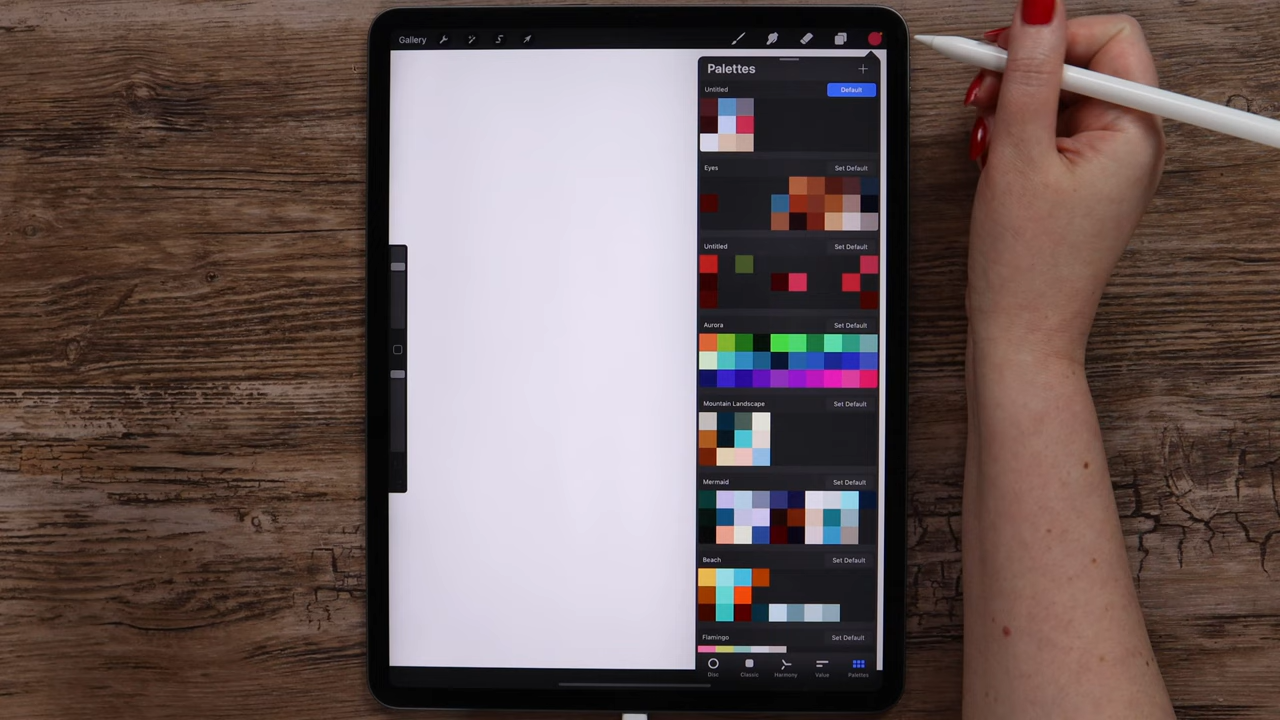 Gallery
Palettes
Untitled
Default
Eyes
Set Default
Untitled
Set Default
Aurora
Set Default
Mountain Landscape
Set Default
Mermaid
Set Default
Beach
Set Default
Flamingo
Set Default
Disc
Classic
Harmony
Value
Palettes